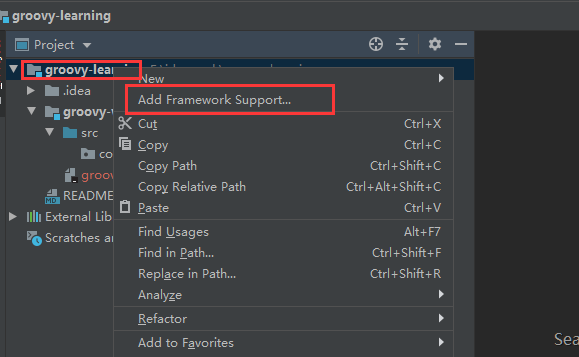 groovy-learning
Project
groovy-lear
New
.idea
Add Framework Support...
groovy-
Cut Ctrl+X
src
Copy Ctrl+C
co
Copy Path Ctrl+Shift+C
groov
Copy Relative Path Ctrl+Alt+Shift+C
README
Paste Ctrl+V
External Lib
Find Usages Alt+F7
Scratches an
Find in Path... Ctrl+Shift+F
Replace in Path... Ctrl+Shift+R
Analyze
Refactor
Add to Favorites
Sea